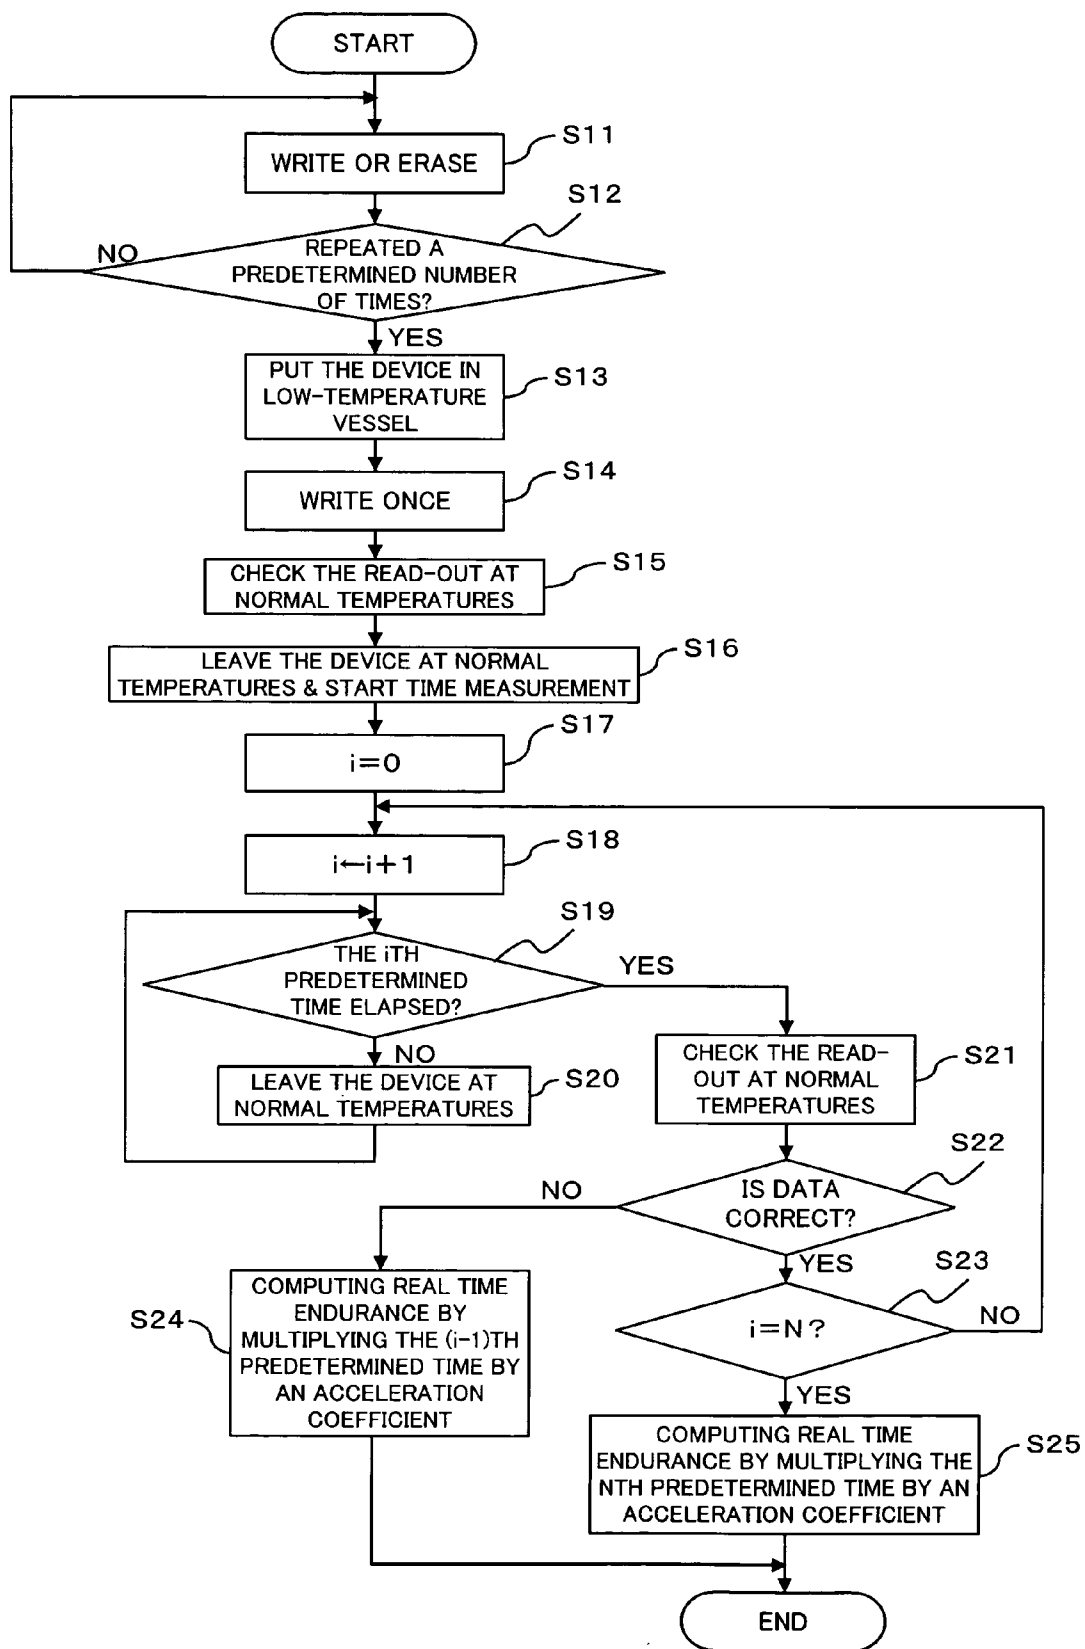 START
S11
WRITE OR ERASE
S12
NO
REPEATED A
PREDETERMINED NUMBER
OF TIMES?
YES
PUT THE DEVICE IN
LOW-TEMPERATURE
VESSEL
S13
WRITE ONCE
S14
CHECK THE READ-OUT AT
NORMAL TEMPERATURES
S15
LEAVE THE DEVICE AT NORMAL
TEMPERATURES & START TIME MEASUREMENT
S16
S17
i=0
i←i+1
S18
S19
THE iTH
PREDETERMINED
TIME ELAPSED?
YES
NO
LEAVE THE DEVICE AT
NORMAL TEMPERATURES
S20
CHECK THE READ-
OUT AT NORMAL
TEMPERATURES
S21
S22
NO
IS DATA
CORRECT?
YES
S23
i=N?
NO
YES
S24
COMPUTING REAL TIME
ENDURANCE BY
MULTIPLYING THE (i-1)TH
PREDETERMINED TIME BY
AN ACCELERATION
COEFFICIENT
COMPUTING REAL TIME
ENDURANCE BY MULTIPLYING THE
NTH PREDETERMINED TIME BY AN
ACCELERATION COEFFICIENT
S25
END